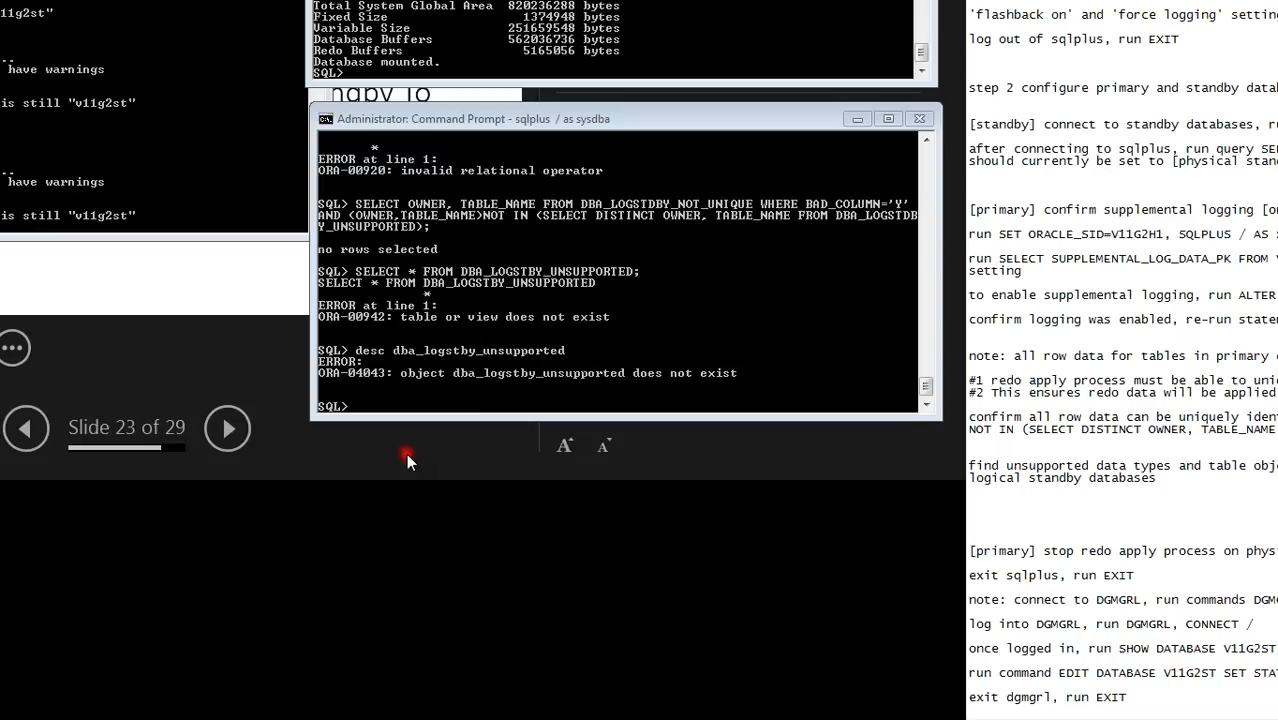 11g2st"
..
have warnings
is still "v11g2st"
..
have warnings
is still "v11g2st"
Total System Global Area  820236288 bytes
Fixed Size                  1374948 bytes
Variable Size             251659548 bytes
Database Buffers          562036736 bytes
Redo Buffers                5165056 bytes
Database mounted.
SQL>
Administrator: Command Prompt - sqlplus / as sysdba
*
ERROR at line 1:
ORA-00920: invalid relational operator
SQL> SELECT OWNER, TABLE_NAME FROM DBA_LOGSTDBY_NOT_UNIQUE WHERE BAD_COLUMN='Y'
AND (OWNER,TABLE_NAME)NOT IN (SELECT DISTINCT OWNER, TABLE_NAME FROM DBA_LOGSTDB
Y_UNSUPPORTED);
no rows selected
SQL> SELECT * FROM DBA_LOGSTBY_UNSUPPORTED;
SELECT * FROM DBA_LOGSTBY_UNSUPPORTED
*
ERROR at line 1:
ORA-00942: table or view does not exist
SQL> desc dba_logstby_unsupported
ERROR:
ORA-04043: object dba_logstby_unsupported does not exist
SQL>
Slide 23 of 29
A A
'flashback on' and 'force logging' settin
log out of sqlplus, run EXIT
step 2 configure primary and standby datab
[standby] connect to standby databases, ru
after connecting to sqlplus, run query SE
should currently be set to [physical stan
[primary] confirm supplemental logging [o
run SET ORACLE_SID=V11G2H1, SQLPLUS / AS S
run SELECT SUPPLEMENTAL_LOG_DATA_PK FROM V
setting
to enable supplemental logging, run ALTER
confirm logging was enabled, re-run state
note: all row data for tables in primary
#1 redo apply process must be able to uni
#2 This ensures redo data will be applied
confirm all row data can be uniquely iden
NOT IN (SELECT DISTINCT OWNER, TABLE_NAME
find unsupported data types and table obj
logical standby databases
[primary] stop redo apply process on phys
exit sqlplus, run EXIT
note: connect to DGMGRL, run commands DGM
log into DGMGRL, run DGMGRL, CONNECT /
once logged in, run SHOW DATABASE V11G2ST
run command EDIT DATABASE V11G2ST SET STA
exit dgmgrl, run EXIT